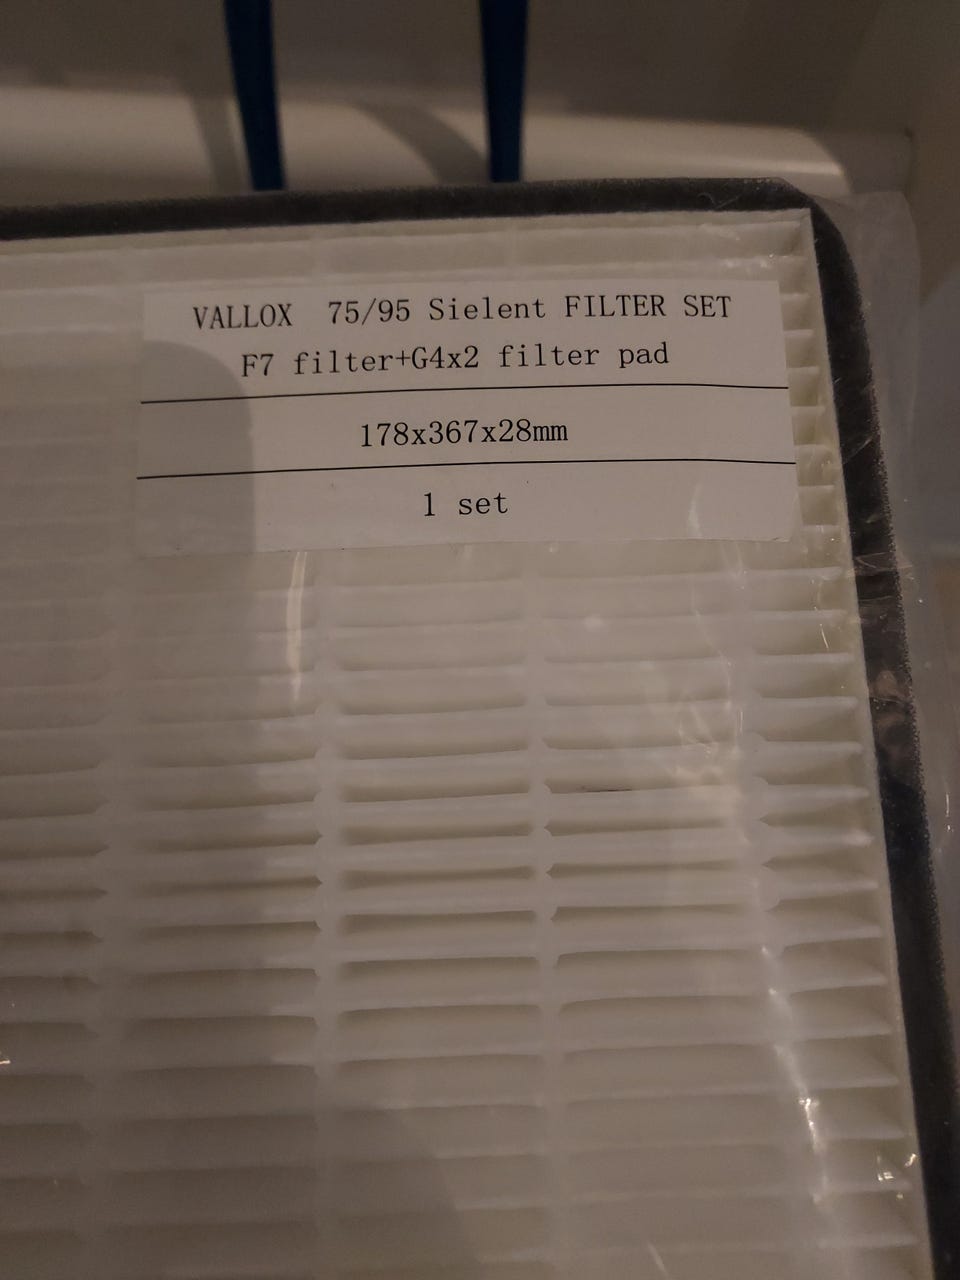 VALLOX 75/95 Sielent FILTER SET
F7 filter+G4x2 filter pad
178x367x28mm
1 set